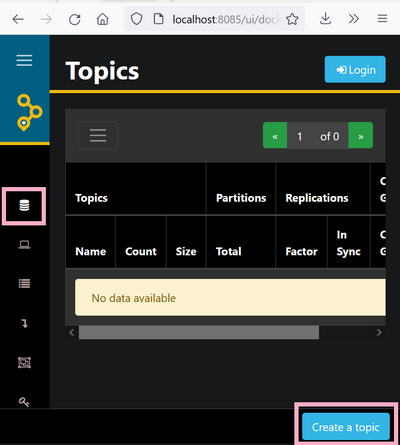 localhost:8085/ui/doc
Topics
Login
« 1 of 0 »
Topics Partitions Replications
Name Count Size Total Factor In Sync
No data available
Create a topic